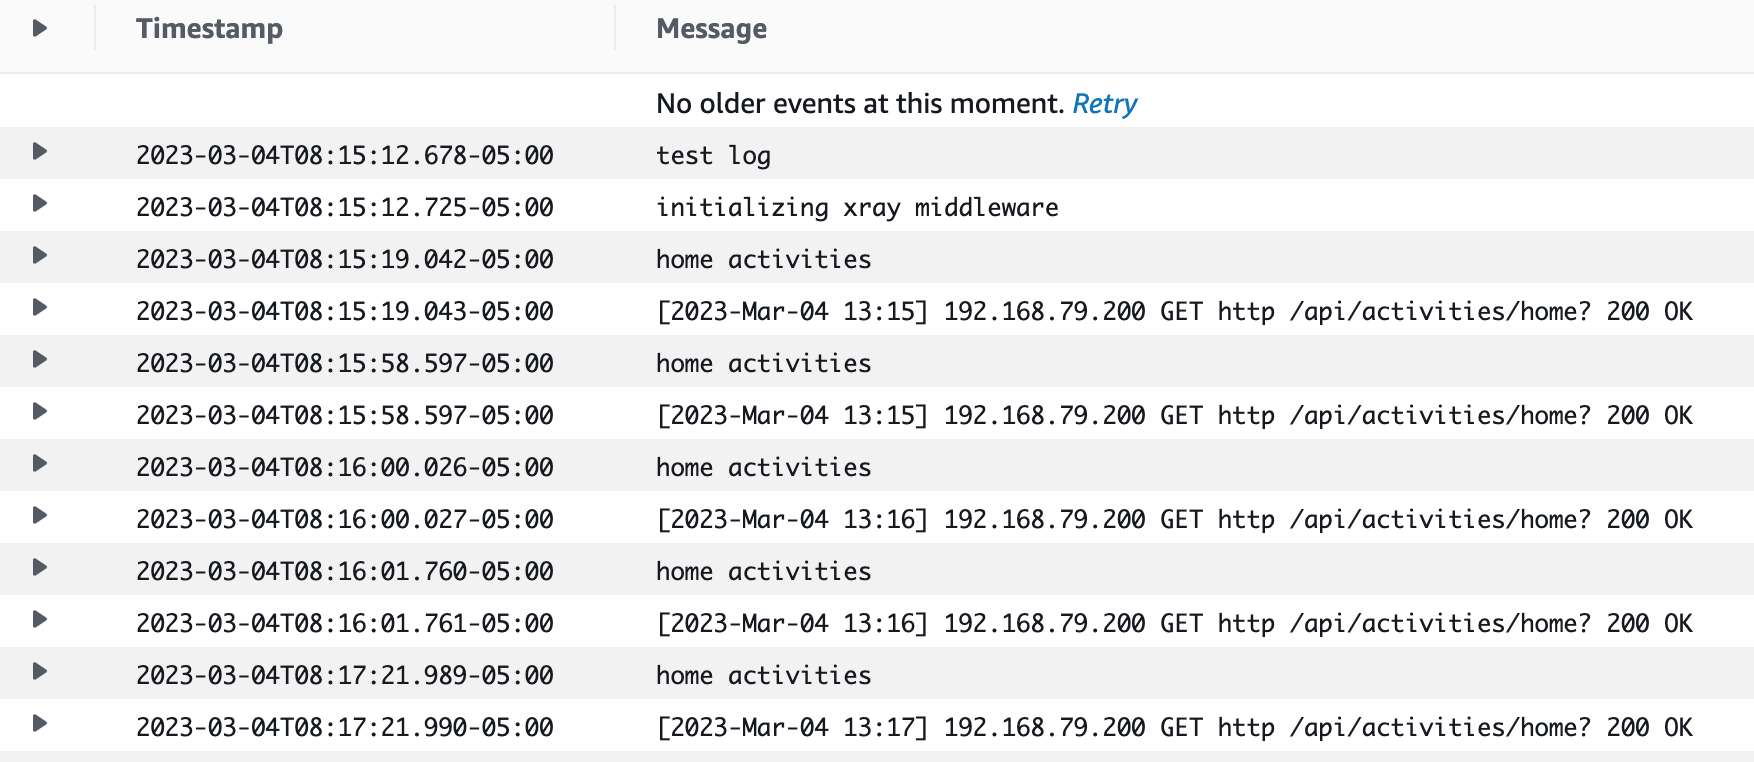 Timestamp Message
No older events at this moment. Retry
2023-03-04T08:15:12.678-05:00 test log
2023-03-04T08:15:12.725-05:00 initializing xray middleware
2023-03-04T08:15:19.042-05:00 home activities
2023-03-04T08:15:19.043-05:00 [2023-Mar-04 13:15] 192.168.79.200 GET http /api/activities/home? 200 OK
2023-03-04T08:15:58.597-05:00 home activities
2023-03-04T08:15:58.597-05:00 [2023-Mar-04 13:15] 192.168.79.200 GET http /api/activities/home? 200 OK
2023-03-04T08:16:00.026-05:00 home activities
2023-03-04T08:16:00.027-05:00 [2023-Mar-04 13:16] 192.168.79.200 GET http /api/activities/home? 200 OK
2023-03-04T08:16:01.760-05:00 home activities
2023-03-04T08:16:01.761-05:00 [2023-Mar-04 13:16] 192.168.79.200 GET http /api/activities/home? 200 OK
2023-03-04T08:17:21.989-05:00 home activities
2023-03-04T08:17:21.990-05:00 [2023-Mar-04 13:17] 192.168.79.200 GET http /api/activities/home? 200 OK